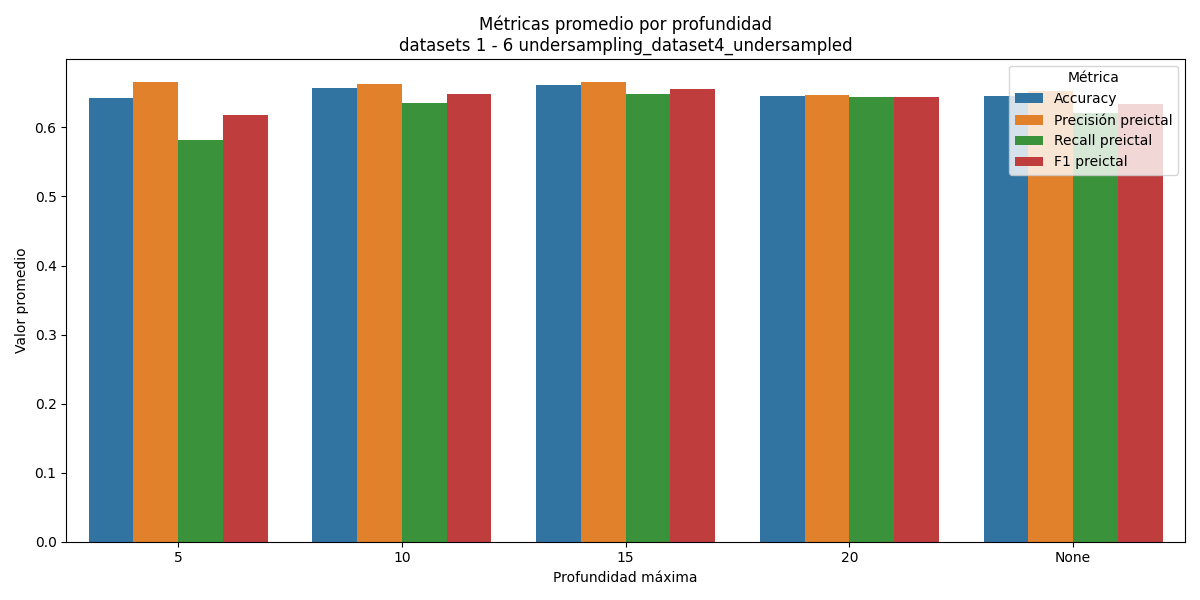 Métricas promedio por profundidad
datasets 1 - 6 undersampling_dataset4_undersampled
Métrica
Accuracy
Precisión preictal
Recall preictal
F1 preictal
Valor promedio
0.6
0.5
0.4
0.3
0.2
0.1
0.0
5
10
15
20
None
Profundidad máxima